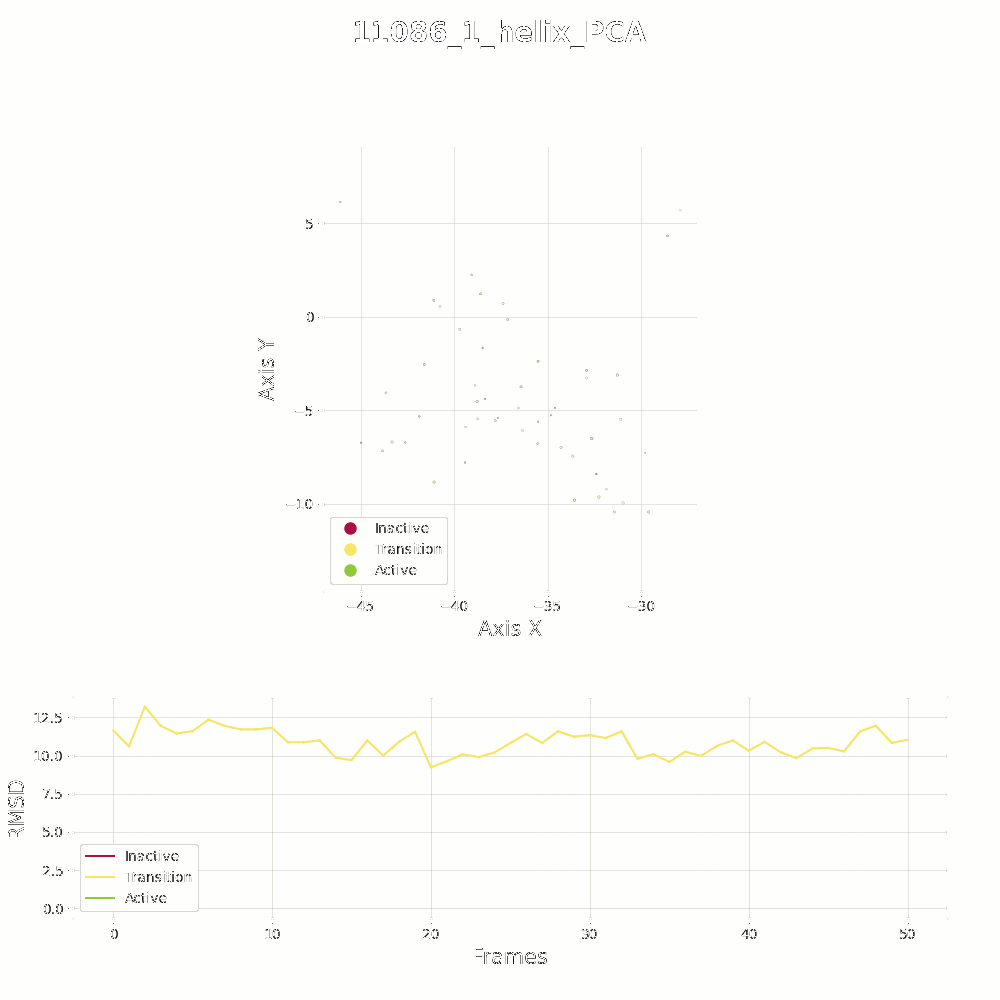 11086_1_helix_PCA
5
0
−5
−10
Axis Y
Inactive
Transition
Active
−45 −40 −35 −30
Axis X
12.5
10.0
7.5
5.0
2.5
0.0
RMSD
Inactive
Transition
Active
0 10 20 30 40 50
Frames